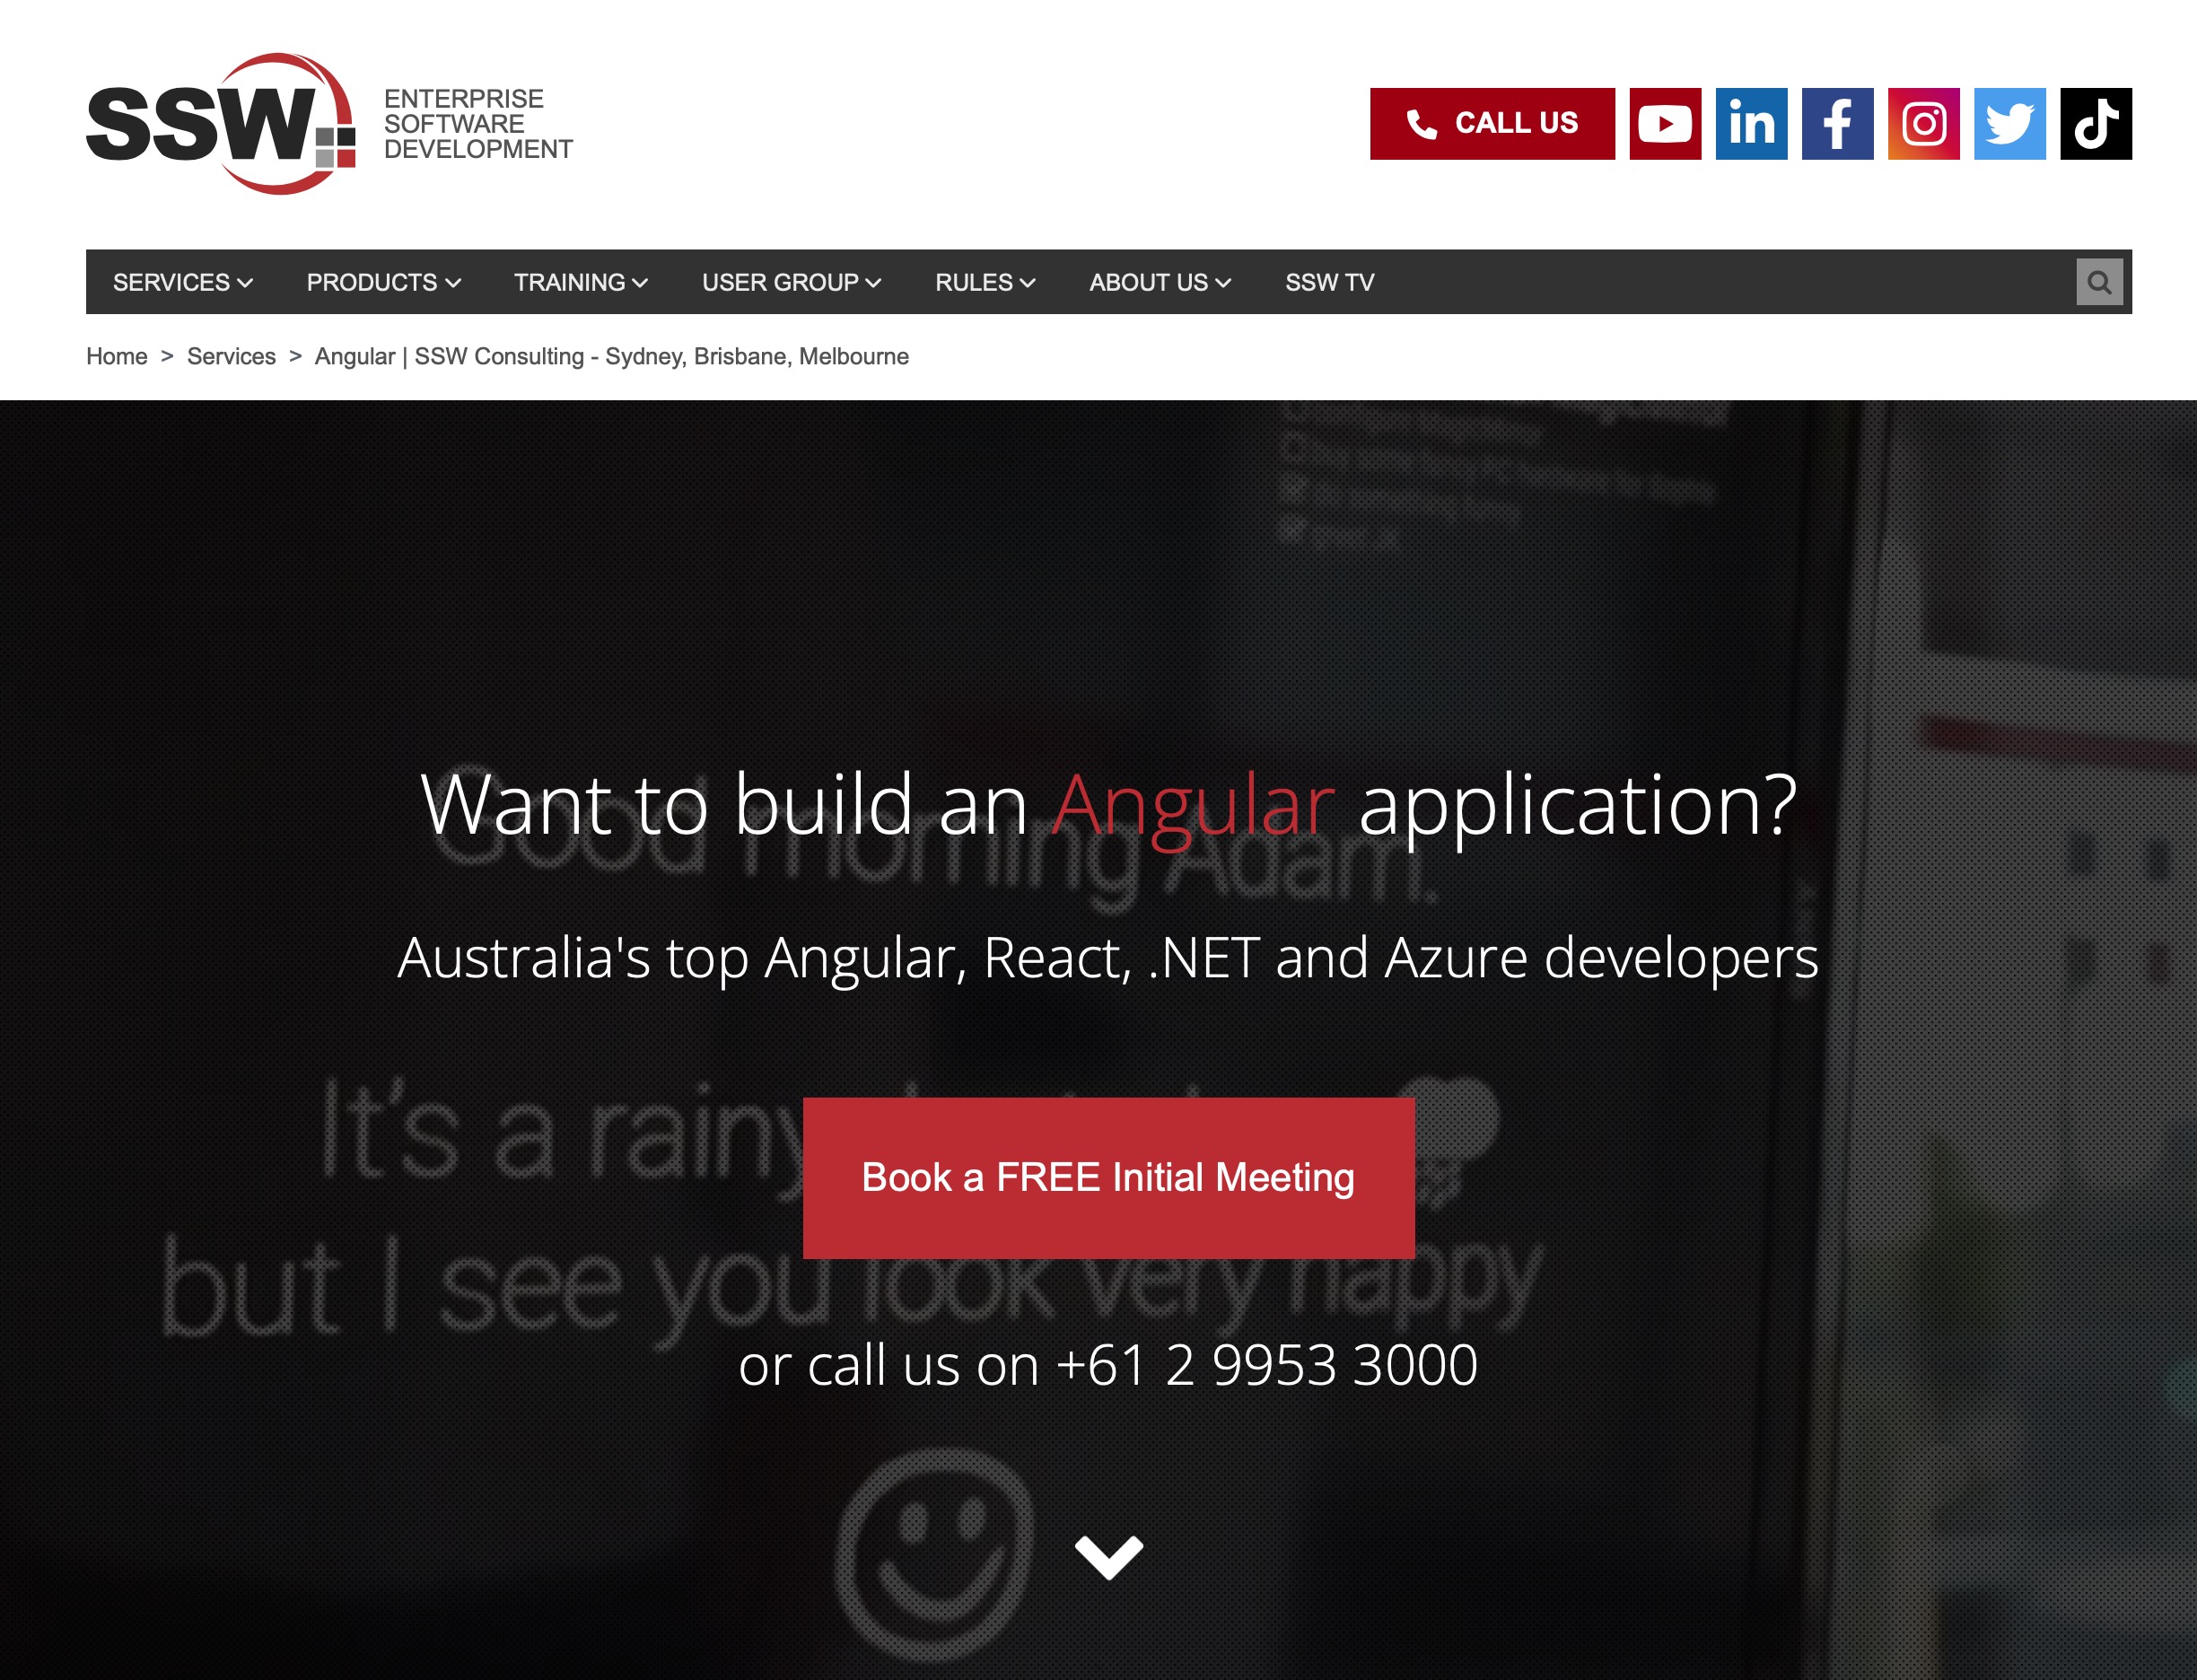 SSW
ENTERPRISE
SOFTWARE
DEVELOPMENT
CALL US
SERVICES
PRODUCTS
TRAINING
USER GROUP
RULES
ABOUT US
SSW TV
Home > Services > Angular | SSW Consulting - Sydney, Brisbane, Melbourne
do something funny
Want to build an Angular application?
Good morning Adam.
Australia's top Angular, React, .NET and Azure developers
It's a rainy
Book a FREE Initial Meeting
but I see you look very happy
or call us on +61 2 9953 3000